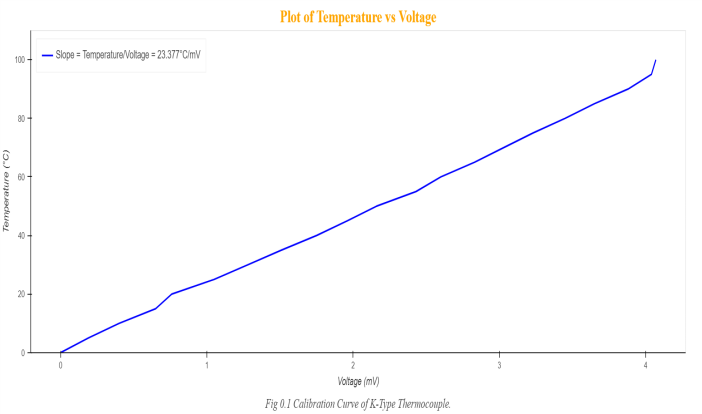 Plot of Temperature vs Voltage
Slope = Temperature/Voltage = 23.377°C/mV
Temperature (°C)
100
80
60
40
20
0
0 1 2 3 4
Voltage (mV)
Fig 0.1 Calibration Curve of K-Type Thermocouple.